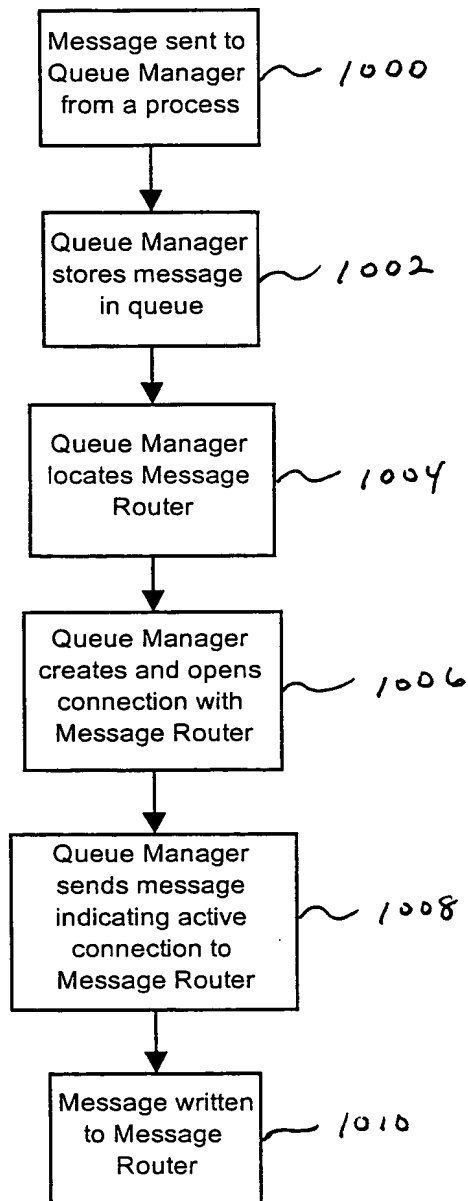 Message sent to
Queue Manager
from a process
1000
Queue Manager
stores message
in queue
1002
Queue Manager
locates Message
Router
1004
Queue Manager
creates and opens
connection with
Message Router
1006
Queue Manager
sends message
indicating active
connection to
Message Router
1008
Message written
to Message
Router
1010